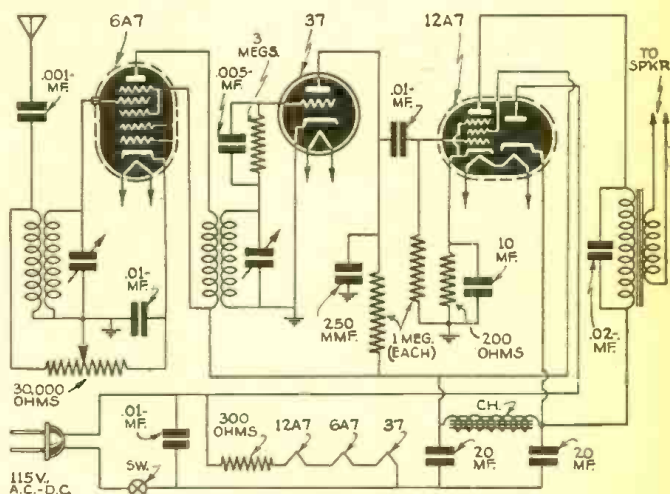 6A7
37
12A7
3
MEGS.
TO
SPKR.
.001-
MF.
.005-
MF.
.01-
MF.
.01-
MF.
10
MF.
250
MMF.
1 MEG.
(EACH)
200
OHMS
.02-
MF.
30,000
OHMS
.01-
MF.
300
OHMS
12A7
6A7
37
CH.
20
MF.
20
MF.
SW.
115 V.,
A.C.-D.C.